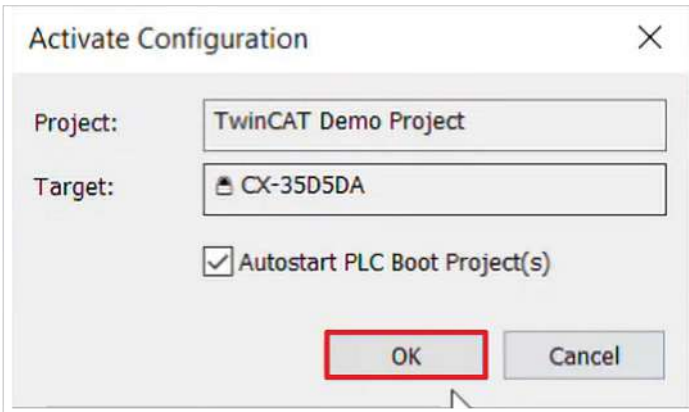 Activate Configuration
Project:
TwinCAT Demo Project
Target:
CX-35D5DA
Autostart PLC Boot Project(s)
OK
Cancel